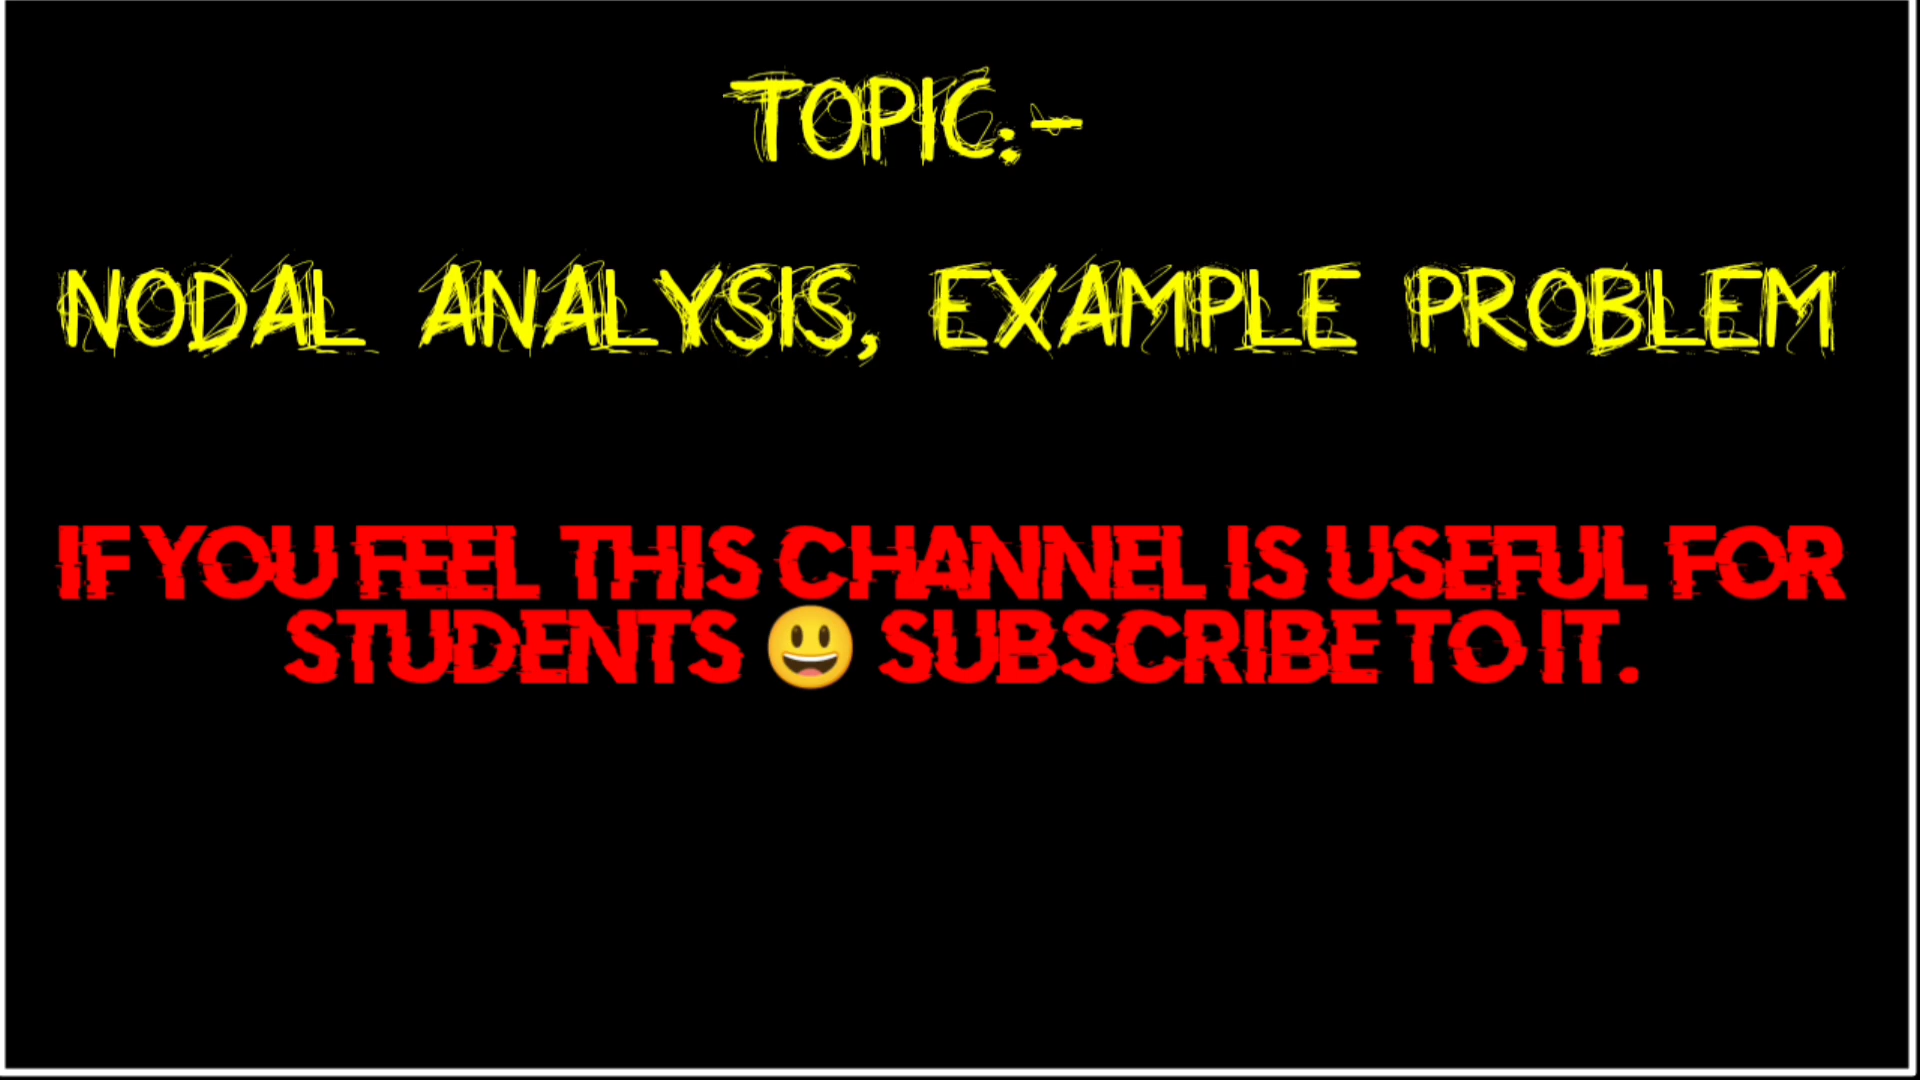 TOPIC:-
NODAL ANALYSIS, EXAMPLE PROBLEM
IF YOU FEEL THIS CHANNEL IS USEFUL FOR
STUDENTS 😃 SUBSCRIBE TO IT.